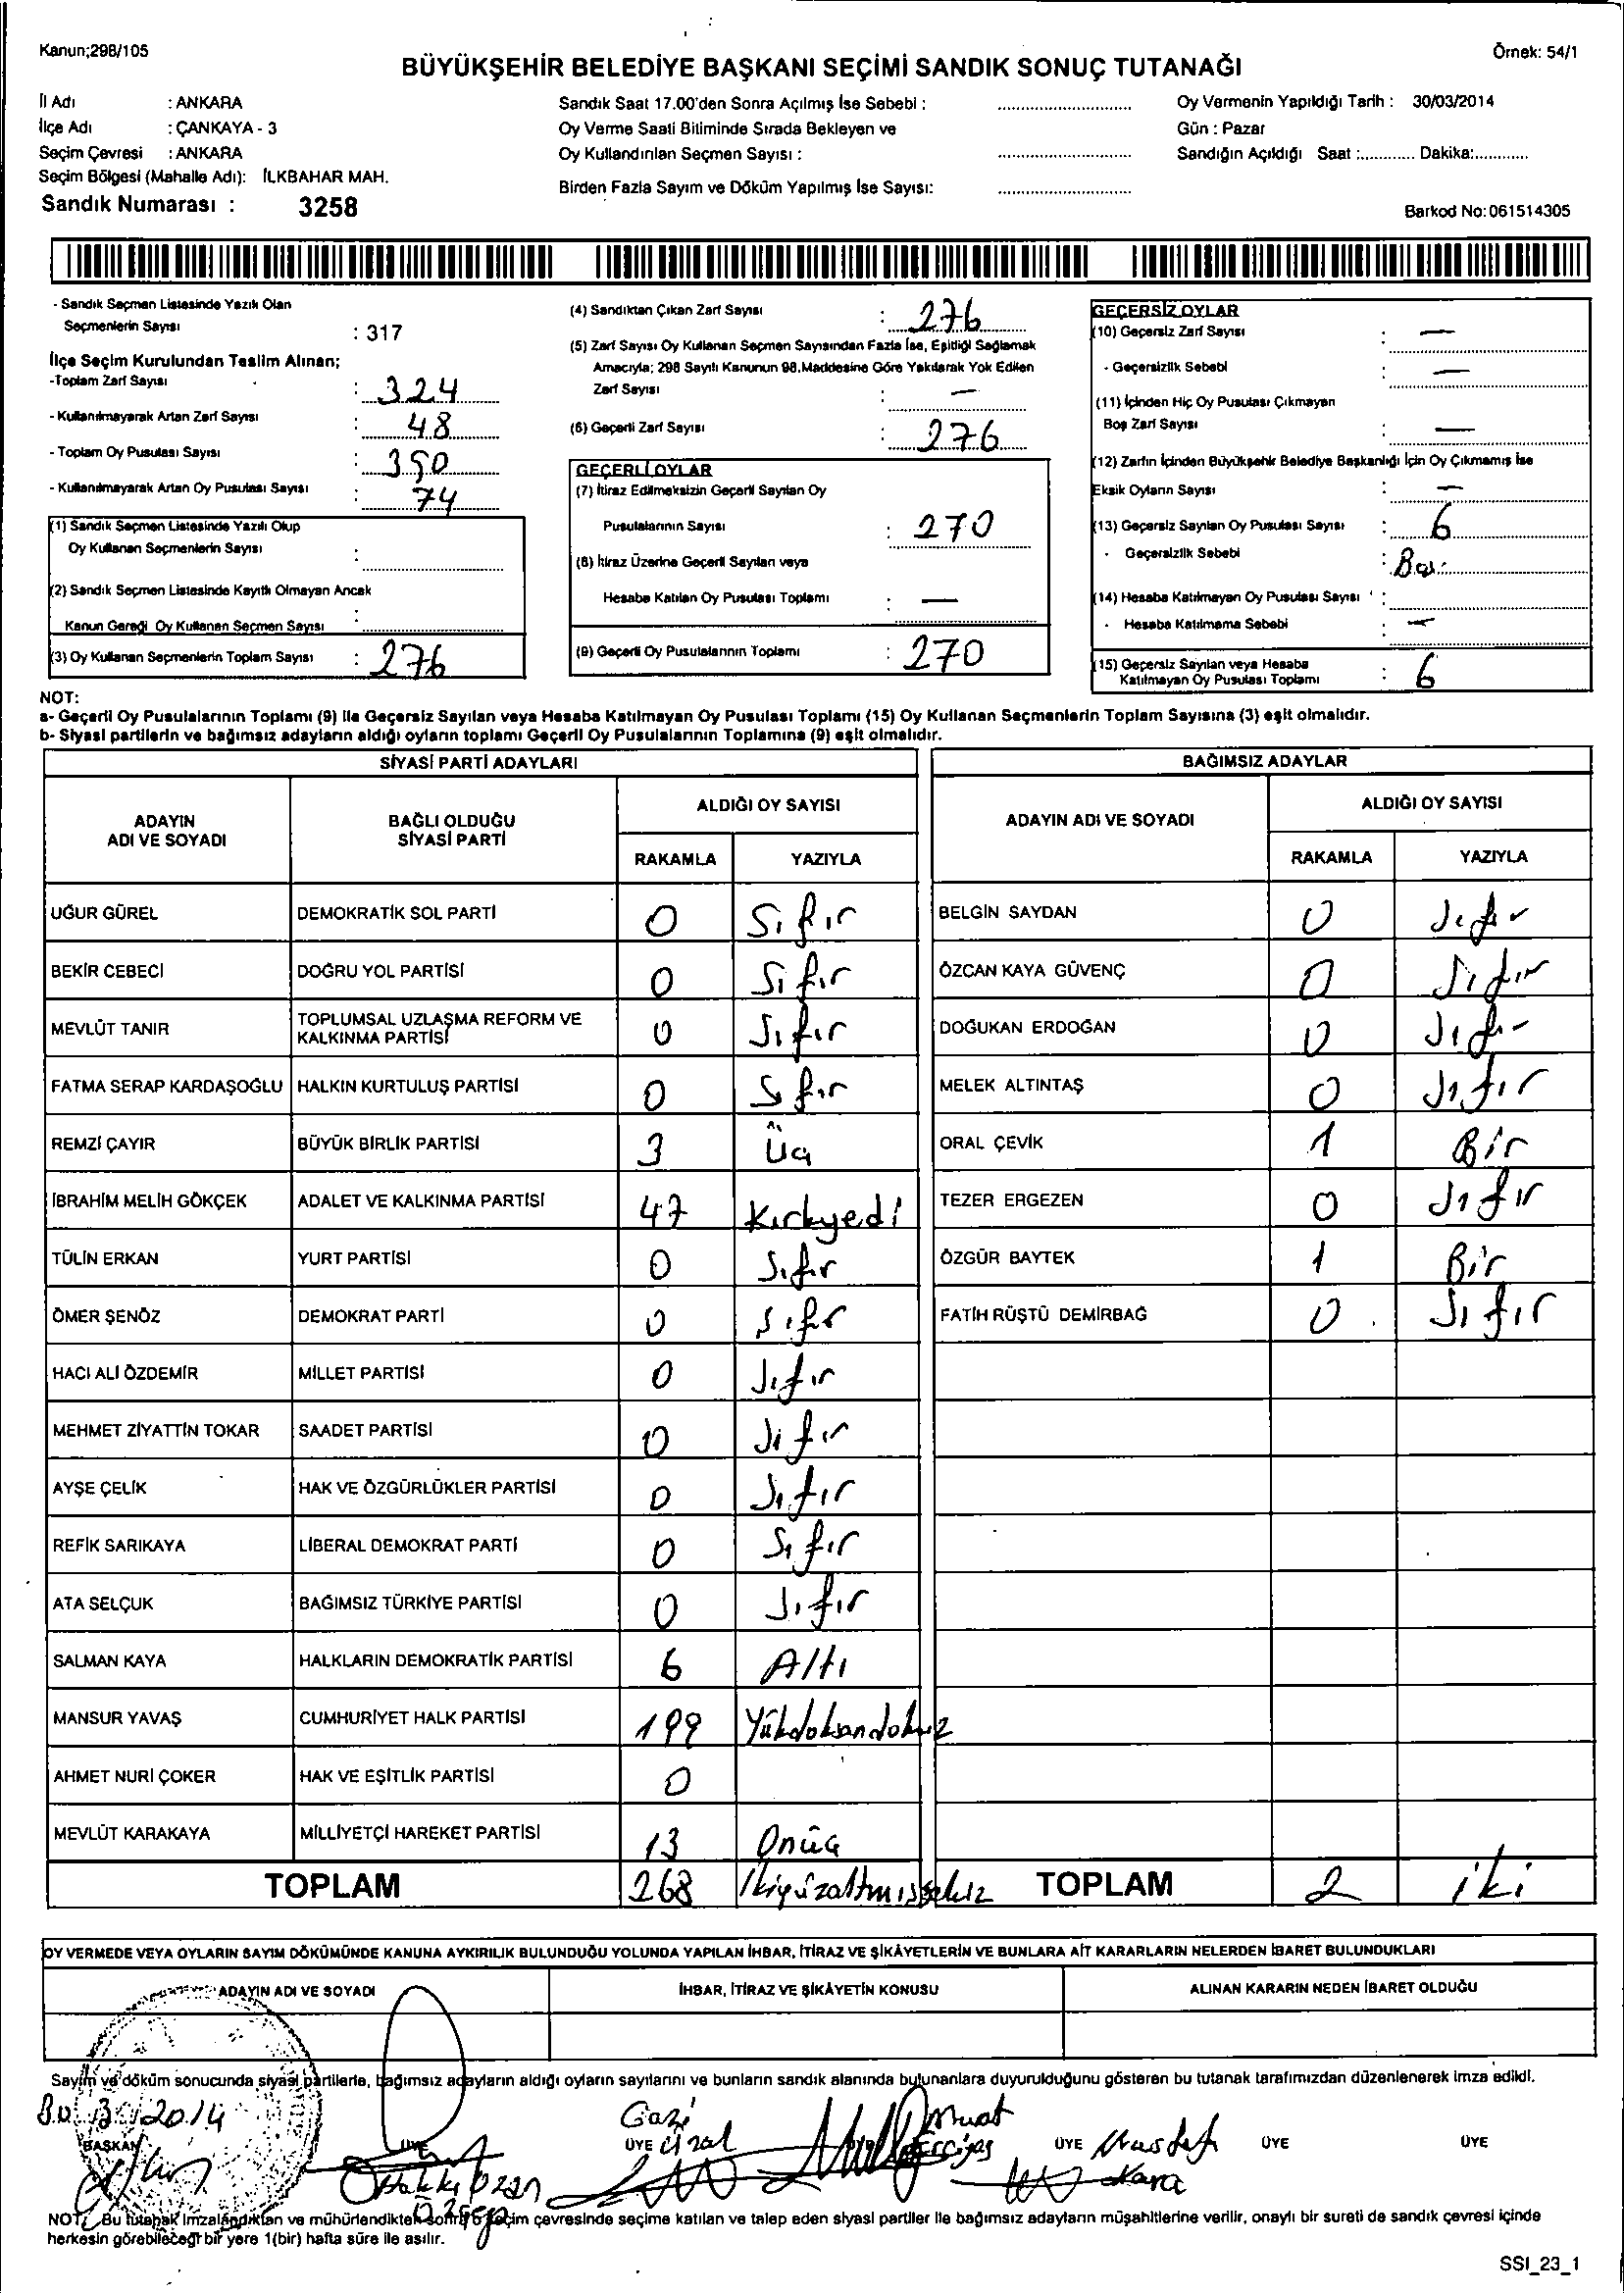 Kanun;298/105
Örnek: 54/1
BÜYÜKŞEHİR BELEDİYE BAŞKANI SEÇİMİ SANDIK SONUÇ TUTANAĞI
İl Adı : ANKARA
İlçe Adı : ÇANKAYA - 3
Seçim Çevresi : ANKARA
Seçim Bölgesi (Mahalle Adı): İLKBAHAR MAH.
Sandık Numarası : 3258
Sandık Saat 17.00'den Sonra Açılmış İse Sebebi :
Oy Verme Saati Bitiminde Sırada Bekleyen ve
Oy Kullandırılan Seçmen Sayısı :
Birden Fazla Sayım ve Döküm Yapılmış İse Sayısı:
Oy Vermenin Yapıldığı Tarih : 30/03/2014
Gün : Pazar
Sandığın Açıldığı Saat :............ Dakika:............
Barkod No:061514305
- Sandık Seçmen Listesinde Yazılı Olan
Seçmenlerin Sayısı : 317
İlçe Seçim Kurulundan Teslim Alınan;
-Toplam Zarf Sayısı : 324
- Kullanılmayarak Artan Zarf Sayısı : 48
- Toplam Oy Pusulası Sayısı : 350
- Kullanılmayarak Artan Oy Pusulası Sayısı : 74
(1) Sandık Seçmen Listesinde Yazılı Olup
Oy Kullanan Seçmenlerin Sayısı :
(2) Sandık Seçmen Listesinde Kayıtlı Olmayan Ancak
Kanun Gereği Oy Kullanan Seçmen Sayısı :
(3) Oy Kullanan Seçmenlerin Toplam Sayısı : 276
(4) Sandıktan Çıkan Zarf Sayısı : 276
(5) Zarf Sayısı Oy Kullanan Seçmen Sayısından Fazla İse, Eşitliği Sağlamak
Amacıyla; 298 Sayılı Kanunun 98.Maddesine Göre Yakılarak Yok Edilen
Zarf Sayısı : —
(6) Geçerli Zarf Sayısı : 276
GEÇERLİ OYLAR
(7) İtiraz Edilmeksizin Geçerli Sayılan Oy
Pusulalarının Sayısı : 270
(8) İtiraz Üzerine Geçerli Sayılan veya
Hesaba Katılan Oy Pusulası Toplamı : —
(9) Geçerli Oy Pusulalarının Toplamı : 270
GEÇERSİZ OYLAR
(10) Geçersiz Zarf Sayısı : —
- Geçersizlik Sebebi : —
(11) İçinden Hiç Oy Pusulası Çıkmayan
Boş Zarf Sayısı : —
(12) Zarfın İçinden Büyükşehir Belediye Başkanlığı İçin Oy Çıkmamış İse
Eksik Oyların Sayısı : —
(13) Geçersiz Sayılan Oy Pusulası Sayısı : 6
- Geçersizlik Sebebi :
(14) Hesaba Katılmayan Oy Pusulası Sayısı :
- Hesaba Katılmama Sebebi : —
(15) Geçersiz Sayılan veya Hesaba
Katılmayan Oy Pusulası Toplamı : 6
NOT:
a- Geçerli Oy Pusulalarının Toplamı (9) ile Geçersiz Sayılan veya Hesaba Katılmayan Oy Pusulası Toplamı (15) Oy Kullanan Seçmenlerin Toplam Sayısına (3) eşit olmalıdır.
b- Siyasi partilerin ve bağımsız adayların aldığı oyların toplamı Geçerli Oy Pusulalarının Toplamına (9) eşit olmalıdır.
SİYASİ PARTİ ADAYLARI
ADAYIN
ADI VE SOYADI
BAĞLI OLDUĞU
SİYASİ PARTİ
ALDIĞI OY SAYISI
RAKAMLA YAZIYLA
UĞUR GÜREL DEMOKRATİK SOL PARTİ 0 Sıfır
BEKİR CEBECİ DOĞRU YOL PARTİSİ 0 Sıfır
MEVLÜT TANIR TOPLUMSAL UZLAŞMA REFORM VE
KALKINMA PARTİSİ 0 Sıfır
FATMA SERAP KARDAŞOĞLU HALKIN KURTULUŞ PARTİSİ 0 Sıfır
REMZİ ÇAYIR BÜYÜK BİRLİK PARTİSİ 3 Üç
İBRAHİM MELİH GÖKÇEK ADALET VE KALKINMA PARTİSİ 47 Kırkyedi
TÜLİN ERKAN YURT PARTİSİ 0 Sıfır
ÖMER ŞENÖZ DEMOKRAT PARTİ 0 Sıfır
HACI ALİ ÖZDEMİR MİLLET PARTİSİ 0 Sıfır
MEHMET ZİYATTİN TOKAR SAADET PARTİSİ 0 Sıfır
AYŞE ÇELİK HAK VE ÖZGÜRLÜKLER PARTİSİ 0 Sıfır
REFİK SARIKAYA LİBERAL DEMOKRAT PARTİ 0 Sıfır
ATA SELÇUK BAĞIMSIZ TÜRKİYE PARTİSİ 0 Sıfır
SALMAN KAYA HALKLARIN DEMOKRATİK PARTİSİ 6 Altı
MANSUR YAVAŞ CUMHURİYET HALK PARTİSİ 199 Yüzdoksandokuz
AHMET NURİ ÇOKER HAK VE EŞİTLİK PARTİSİ 0
MEVLÜT KARAKAYA MİLLİYETÇİ HAREKET PARTİSİ 13 Onüç
TOPLAM 268 İkiyüzaltmışsekiz
BAĞIMSIZ ADAYLAR
ADAYIN ADI VE SOYADI
ALDIĞI OY SAYISI
RAKAMLA YAZIYLA
BELGİN SAYDAN 0 Sıfır
ÖZCAN KAYA GÜVENÇ 0 Sıfır
DOĞUKAN ERDOĞAN 0 Sıfır
MELEK ALTINTAŞ 0 Sıfır
ORAL ÇEVİK 1 Bir
TEZER ERGEZEN 0 Sıfır
ÖZGÜR BAYTEK 1 Bir
FATİH RÜŞTÜ DEMİRBAĞ 0 Sıfır
TOPLAM 2 iki
OY VERMEDE VEYA OYLARIN SAYIM DÖKÜMÜNDE KANUNA AYKIRILIK BULUNDUĞU YOLUNDA YAPILAN İHBAR, İTİRAZ VE ŞİKÂYETLERİN VE BUNLARA AİT KARARLARIN NELERDEN İBARET BULUNDUKLARI
ADAYIN ADI VE SOYADI
İHBAR, İTİRAZ VE ŞİKÂYETİN KONUSU
ALINAN KARARIN NEDEN İBARET OLDUĞU
Sayım ve döküm sonucunda siyasi partilerle, bağımsız adayların aldığı oyların sayılarını ve bunların sandık alanında bulunanlara duyurulduğunu gösteren bu tutanak tarafımızdan düzenlenerek imza edildi.
30.3.2014
BAŞKAN
ÜYE
Hakkı
Gazi
ÜYE
Murat
Erciyas
ÜYE Mustafa
Kara
ÜYE
ÜYE
NOT: Bu tutanak imzalandıktan ve mühürlendikten sonra seçim çevresinde seçime katılan ve talep eden siyasi partiler ile bağımsız adayların müşahitlerine verilir, onaylı bir sureti de sandık çevresi içinde
herkesin görebileceği bir yere 1(bir) hafta süre ile asılır.
SSI_23_1